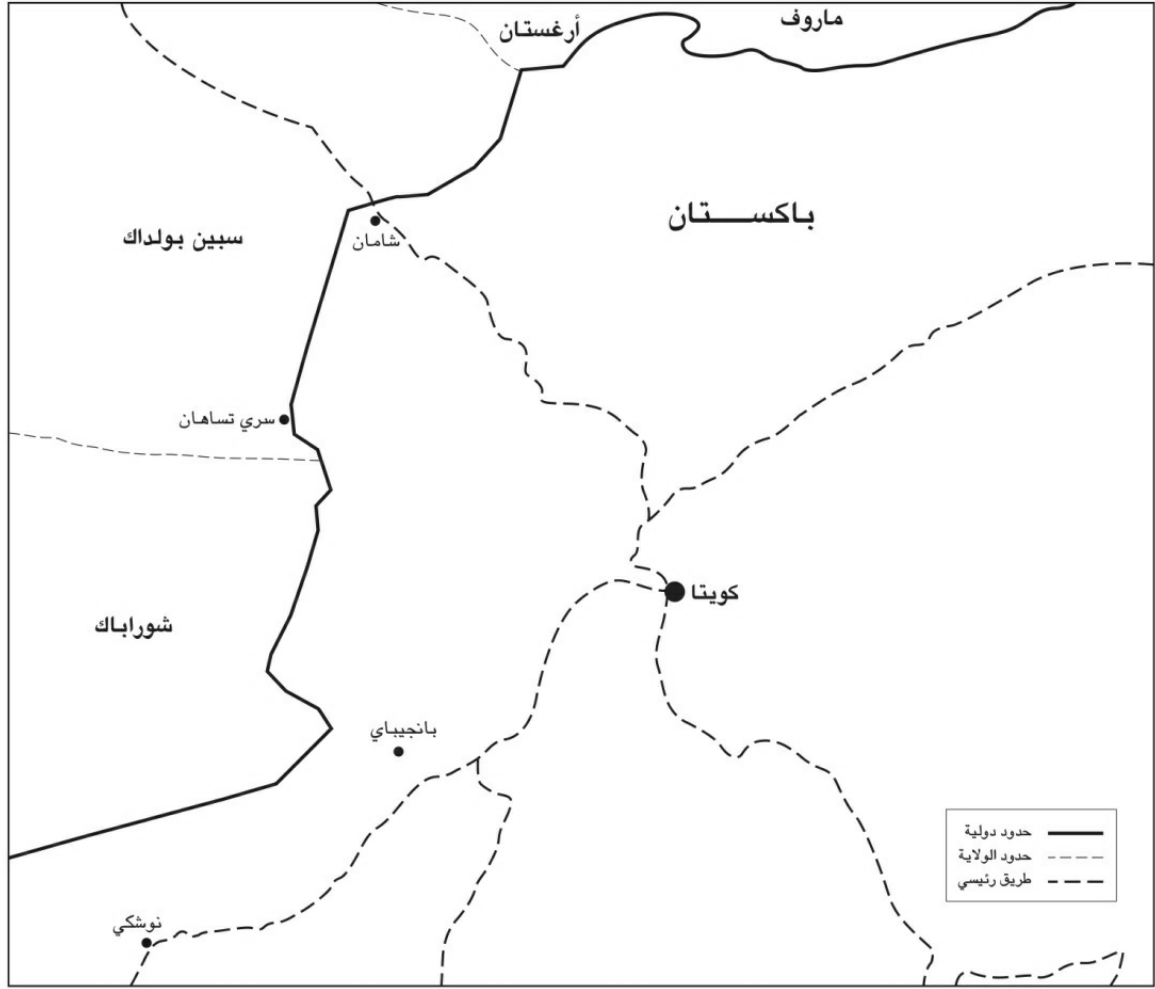 ماروف
أرغستان
باكستان
سبين بولداك
شامان
سري تساهان
كويتا
شوراباك
بانجيباي
حدود دولية
حدود الولاية
طريق رئيسي
نوشكي